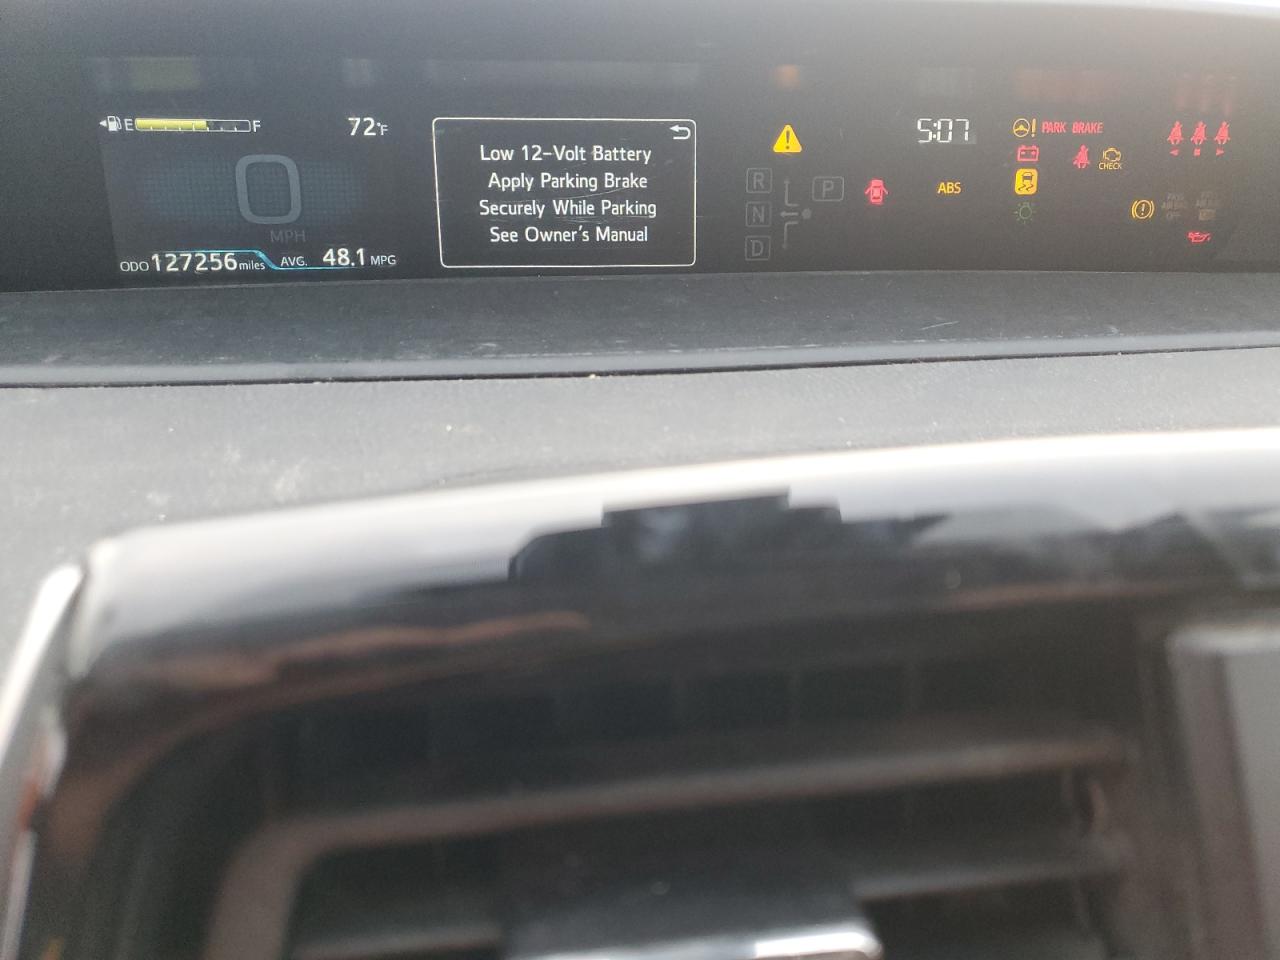 E F
72°F
0
MPH
ODO 127256 miles
AVG. 48.1 MPG
Low 12-Volt Battery
Apply Parking Brake
Securely While Parking
See Owner's Manual
R
N
D
P
5:07
ABS
! PARK BRAKE
CHECK